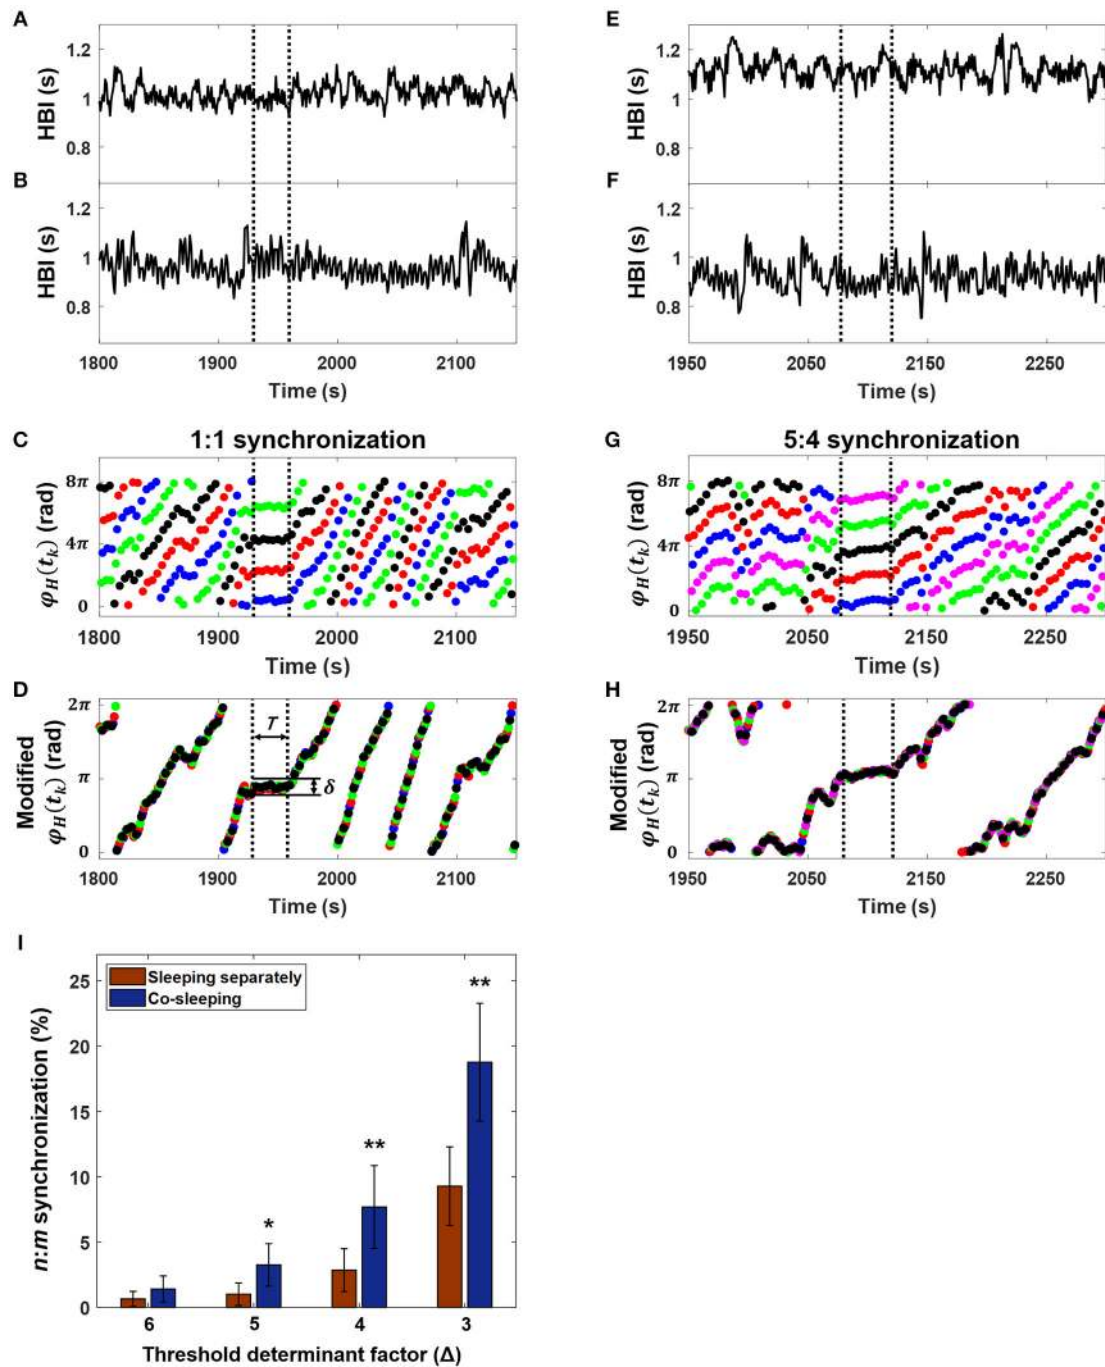 A
HBI (s)
1.2
1
0.8
B
HBI (s)
1.2
1
0.8
1800 1900 2000 2100
Time (s)
C
1:1 synchronization
φH(tk) (rad)
8π
4π
0
1800 1900 2000 2100
Time (s)
D
Modified
φH(tk) (rad)
2π
π
0
T
δ
1800 1900 2000 2100
Time (s)
E
HBI (s)
1.2
1
0.8
F
HBI (s)
1.2
1
0.8
1950 2050 2150 2250
Time (s)
G
5:4 synchronization
φH(tk) (rad)
8π
4π
0
1950 2050 2150 2250
Time (s)
H
Modified
φH(tk) (rad)
2π
π
0
1950 2050 2150 2250
Time (s)
I
n:m synchronization (%)
25
20
15
10
5
0
Sleeping separately
Co-sleeping
*
**
**
6 5 4 3
Threshold determinant factor (Δ)